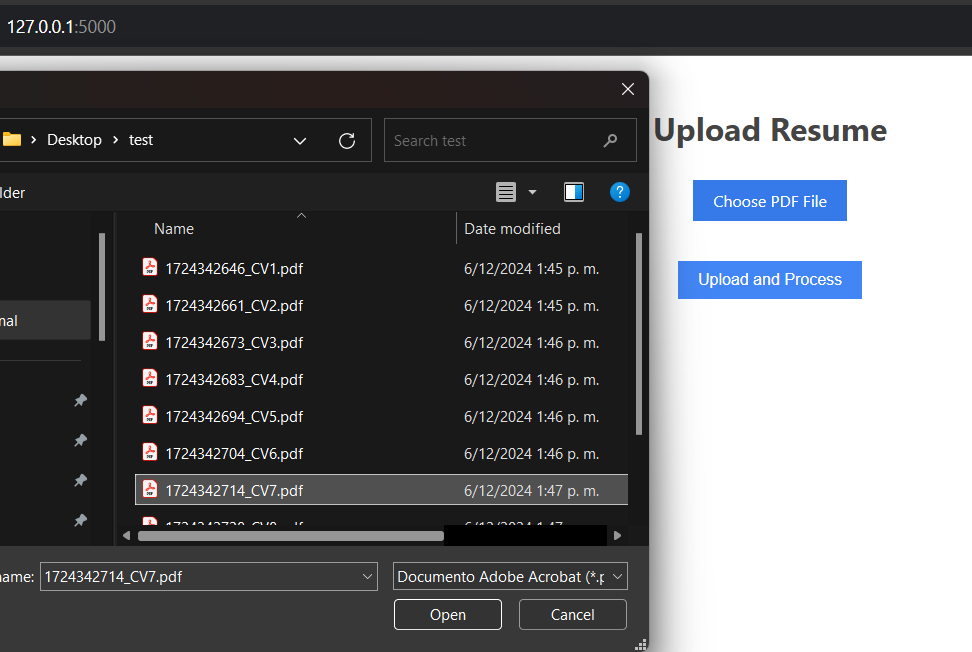 127.0.0.1:5000
Desktop > test
Search test
Upload Resume
lder
?
Choose PDF File
Name Date modified
1724342646_CV1.pdf 6/12/2024 1:45 p. m.
Upload and Process
1724342661_CV2.pdf 6/12/2024 1:45 p. m.
nal
1724342673_CV3.pdf 6/12/2024 1:46 p. m.
1724342683_CV4.pdf 6/12/2024 1:46 p. m.
1724342694_CV5.pdf 6/12/2024 1:46 p. m.
1724342704_CV6.pdf 6/12/2024 1:46 p. m.
1724342714_CV7.pdf 6/12/2024 1:47 p. m.
ame: 1724342714_CV7.pdf
Documento Adobe Acrobat (*.p
Open
Cancel